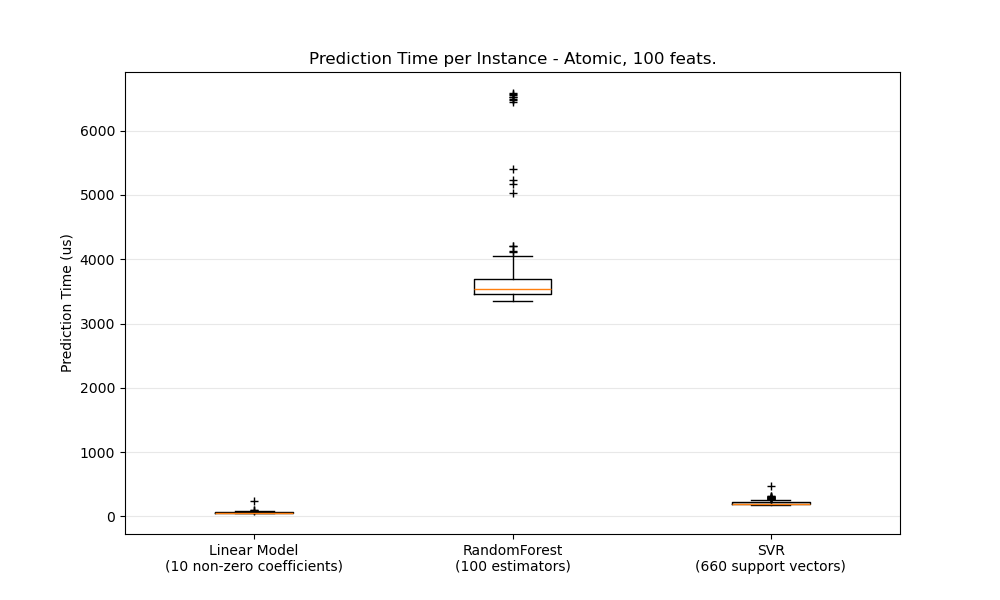 Prediction Time per Instance - Atomic, 100 feats.
Prediction Time (us)
6000
5000
4000
3000
2000
1000
0
Linear Model
(10 non-zero coefficients)
RandomForest
(100 estimators)
SVR
(660 support vectors)